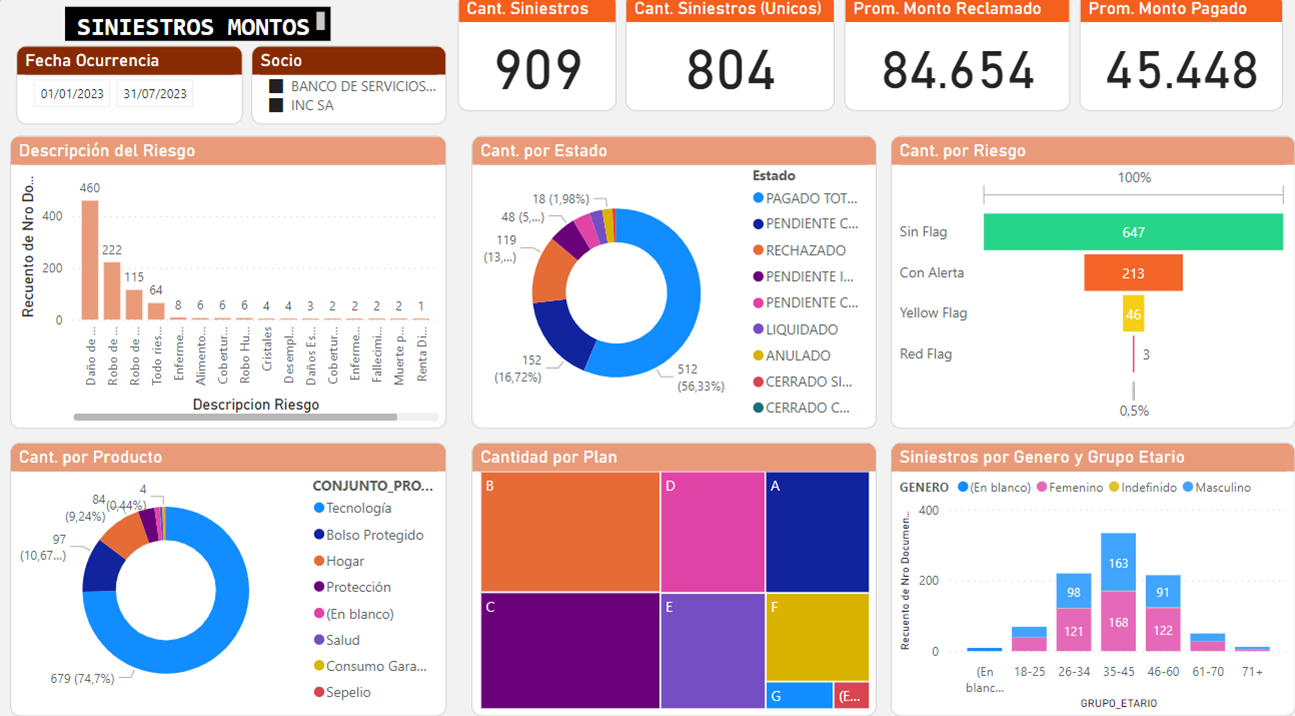 SINIESTROS MONTOS
Cant. Siniestros
909
Cant. Siniestros (Unicos)
804
Prom. Monto Reclamado
84.654
Prom. Monto Pagado
45.448
Fecha Ocurrencia
01/01/2023 31/07/2023
Socio
BANCO DE SERVICIOS...
INC SA
Descripción del Riesgo
Recuento de Nro Do...
400
200
0
460
222
115
64
8
6
6
6
4
4
3
2
2
2
2
1
Daño de ...
Robo de ...
Robo de ...
Todo ries...
Enferme...
Alimento...
Cobertur...
Robo Hu...
Cristales
Desempl...
Daños Es...
Cobertur...
Enferme...
Fallecimi...
Muerte p...
Renta Di...
Descripcion Riesgo
Cant. por Estado
18 (1,98%)
48 (5,...)
119
(13,...)
152
(16,72%)
512
(56,33%)
Estado
PAGADO TOT...
PENDIENTE C...
RECHAZADO
PENDIENTE I...
PENDIENTE C...
LIQUIDADO
ANULADO
CERRADO SI...
CERRADO C...
Cant. por Riesgo
100%
Sin Flag 647
Con Alerta 213
Yellow Flag 46
Red Flag 3
0,5%
Cant. por Producto
4
(0,44%)
84
(9,24%)
97
(10,67...)
679 (74,7%)
CONJUNTO_PRO...
Tecnología
Bolso Protegido
Hogar
Protección
(En blanco)
Salud
Consumo Gara...
Sepelio
Cantidad por Plan
B
D
A
C
E
F
G
(E...
Siniestros por Genero y Grupo Etario
GENERO (En blanco) Femenino Indefinido Masculino
Recuento de Nro Documen...
400
200
0
98
121
163
168
91
122
(En
blanc...
18-25
26-34
35-45
46-60
61-70
71+
GRUPO_ETARIO